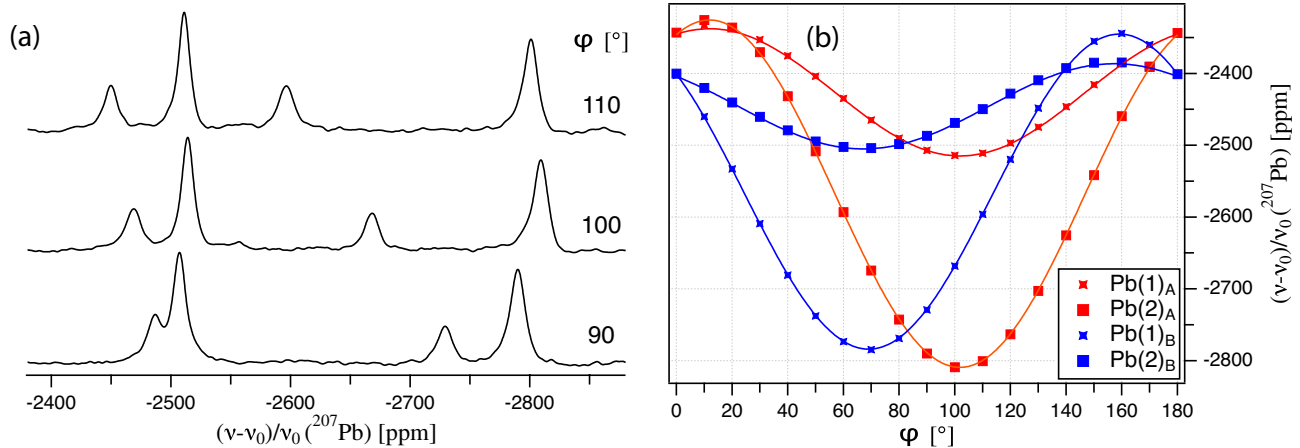 (a)
φ [°]
110
100
90
-2400 -2500 -2600 -2700 -2800
(ν-ν₀)/ν₀ (²⁰⁷Pb) [ppm]
(b)
-2400
-2500
-2600
-2700
-2800
(ν-ν₀)/ν₀ (²⁰⁷Pb) [ppm]
Pb(1)A
Pb(2)A
Pb(1)B
Pb(2)B
0 20 40 60 80 100 120 140 160 180
φ [°]